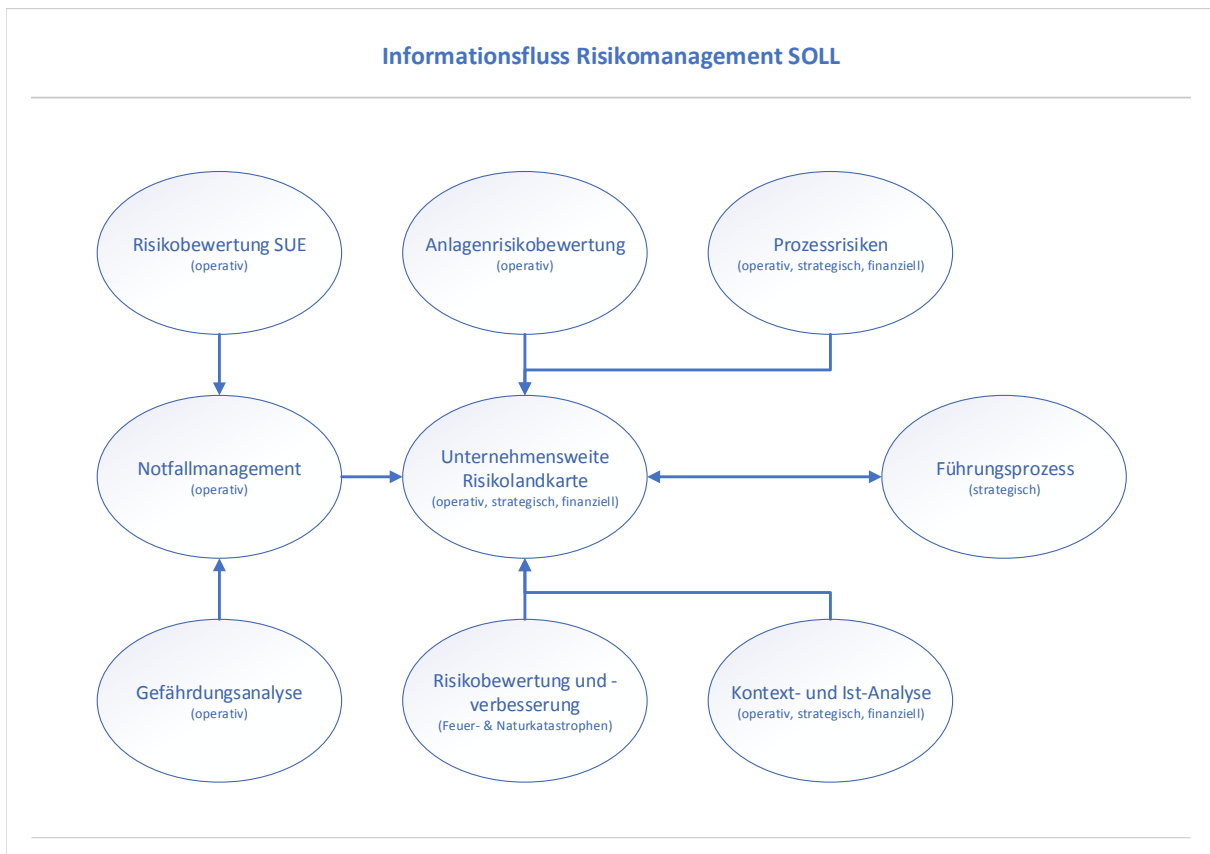 Informationsfluss Risikomanagement SOLL
Risikobewertung SUE
(operativ)
Anlagenrisikobewertung
(operativ)
Prozessrisiken
(operativ, strategisch, finanziell)
Notfallmanagement
(operativ)
Unternehmensweite
Risikolandkarte
(operativ, strategisch, finanziell)
Führungsprozess
(strategisch)
Gefährdungsanalyse
(operativ)
Risikobewertung und -
verbesserung
(Feuer- & Naturkatastrophen)
Kontext- und Ist-Analyse
(operativ, strategisch, finanziell)